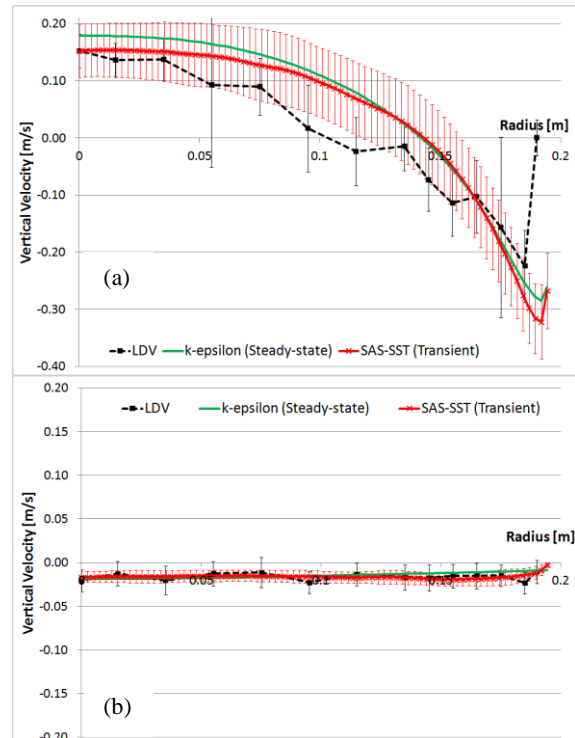 0.20
0.10
0.00
-0.10
-0.20
-0.30
-0.40
Vertical Velocity [m/s]
0
0.05
0.1
0.15
0.2
Radius [m]
(a)
LDV
k-epsilon (Steady-state)
SAS-SST (Transient)
0.20
0.15
0.10
0.05
0.00
-0.05
-0.10
-0.15
-0.20
Vertical Velocity [m/s]
LDV
k-epsilon (Steady-state)
SAS-SST (Transient)
Radius [m]
0.05
0.1
0.15
0.2
(b)